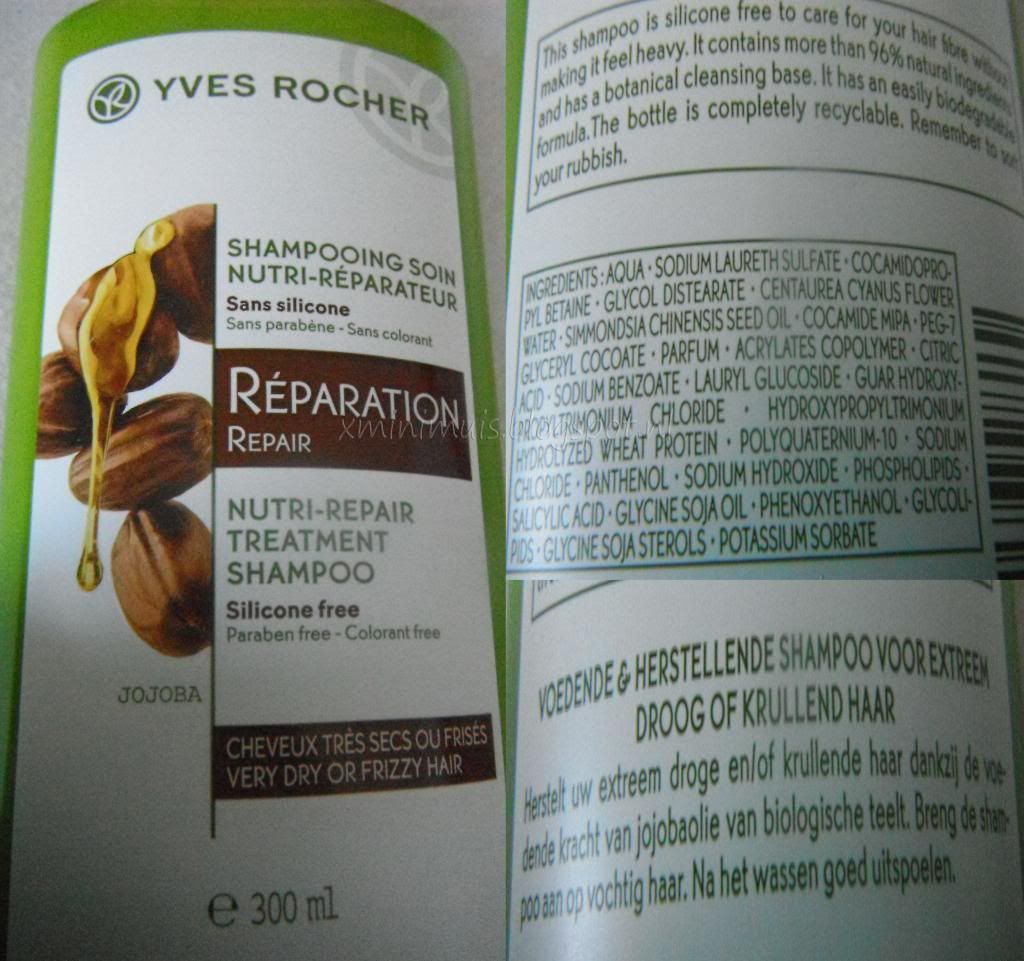 YVES ROCHER
SHAMPOOING SOIN
NUTRI-RÉPARATEUR
Sans silicone
Sans parabène - Sans colorant
RÉPARATION
REPAIR
NUTRI-REPAIR
TREATMENT
SHAMPOO
Silicone free
Paraben free - Colorant free
JOJOBA
CHEVEUX TRÈS SECS OU FRISÉS
VERY DRY OR FRIZZY HAIR
e 300 ml
xminimuis.blogspot.nl
This shampoo is silicone free to care for your hair fibre without
making it feel heavy. It contains more than 96% natural ingredients
and has a botanical cleansing base. It has an easily biodegradable
formula.The bottle is completely recyclable. Remember to sort
your rubbish.
INGREDIENTS : AQUA · SODIUM LAURETH SULFATE · COCAMIDOPRO-
PYL BETAINE · GLYCOL DISTEARATE · CENTAUREA CYANUS FLOWER
WATER · SIMMONDSIA CHINENSIS SEED OIL · COCAMIDE MIPA · PEG-7
GLYCERYL COCOATE · PARFUM · ACRYLATES COPOLYMER · CITRIC
ACID · SODIUM BENZOATE · LAURYL GLUCOSIDE · GUAR HYDROXY-
PROPYLTRIMONIUM CHLORIDE · HYDROXYPROPYLTRIMONIUM
HYDROLYZED WHEAT PROTEIN · POLYQUATERNIUM-10 · SODIUM
CHLORIDE · PANTHENOL · SODIUM HYDROXIDE · PHOSPHOLIPIDS ·
SALICYLIC ACID · GLYCINE SOJA OIL · PHENOXYETHANOL · GLYCOLI-
PIDS · GLYCINE SOJA STEROLS · POTASSIUM SORBATE
VOEDENDE & HERSTELLENDE SHAMPOO VOOR EXTREEM
DROOG OF KRULLEND HAAR
Herstelt uw extreem droge en/of krullende haar dankzij de voe-
dende kracht van jojobaolie van biologische teelt. Breng de sham-
poo aan op vochtig haar. Na het wassen goed uitspoelen.